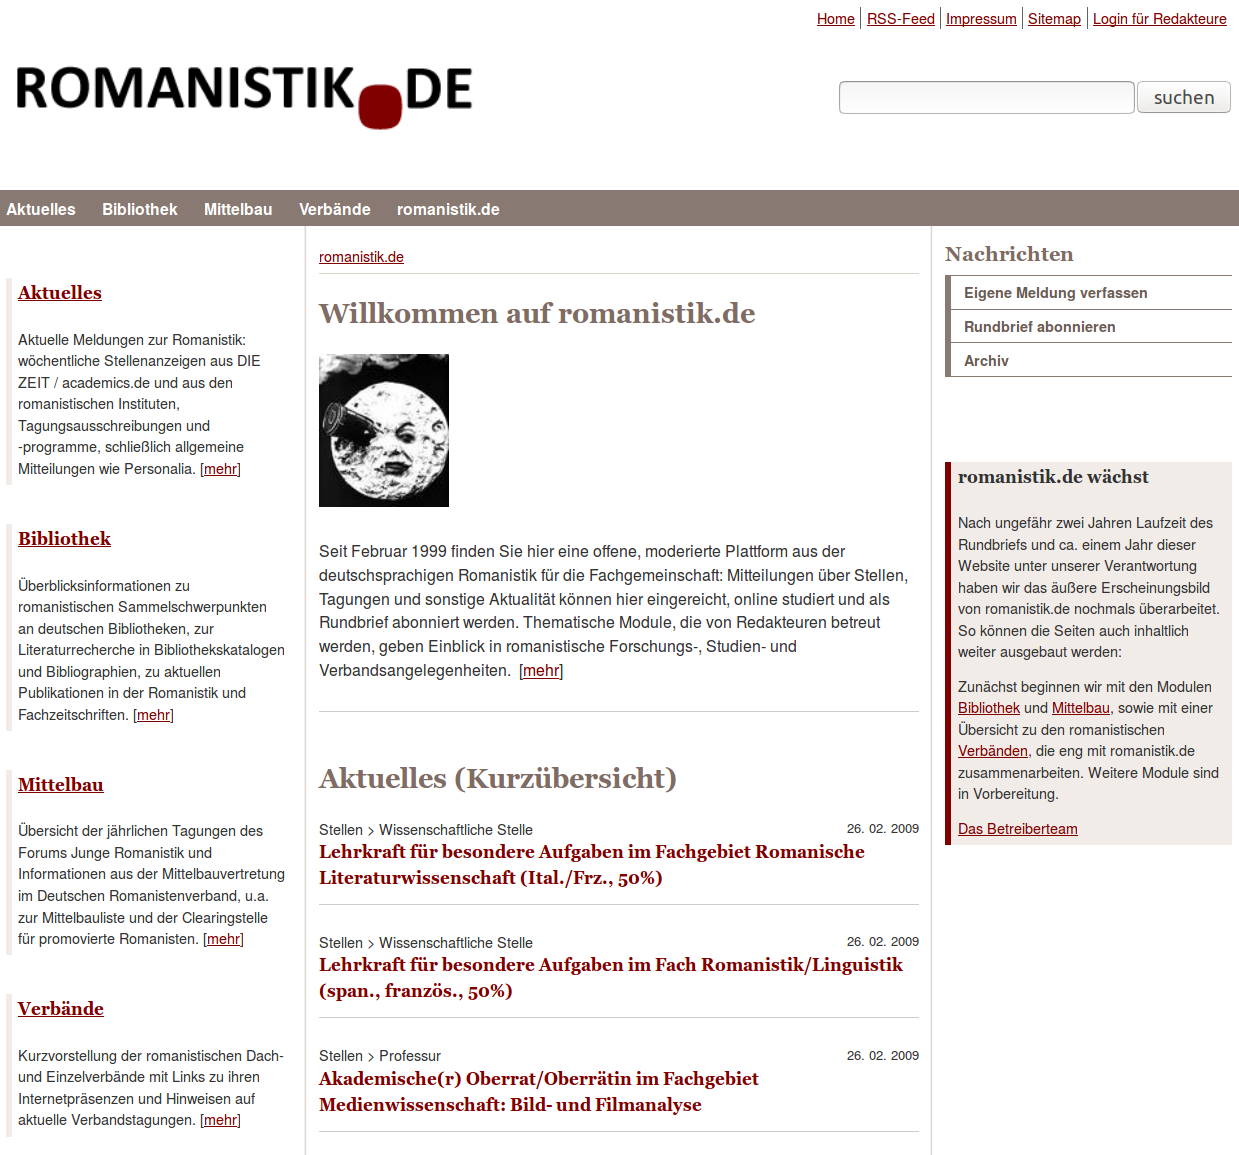 Home
RSS-Feed
Impressum
Sitemap
Login für Redakteure
ROMANISTIK.DE
suchen
Aktuelles
Bibliothek
Mittelbau
Verbände
romanistik.de
Aktuelles
Aktuelle Meldungen zur Romanistik:
wöchentliche Stellenanzeigen aus DIE
ZEIT / academics.de und aus den
romanistischen Instituten,
Tagungsausschreibungen und
-programme, schließlich allgemeine
Mitteilungen wie Personalia. [mehr]
Bibliothek
Überblicksinformationen zu
romanistischen Sammelschwerpunkten
an deutschen Bibliotheken, zur
Literaturrecherche in Bibliothekskatalogen
und Bibliographien, zu aktuellen
Publikationen in der Romanistik und
Fachzeitschriften. [mehr]
Mittelbau
Übersicht der jährlichen Tagungen des
Forums Junge Romanistik und
Informationen aus der Mittelbauvertretung
im Deutschen Romanistenverband, u.a.
zur Mittelbauliste und der Clearingstelle
für promovierte Romanisten. [mehr]
Verbände
Kurzvorstellung der romanistischen Dach-
und Einzelverbände mit Links zu ihren
Internetpräsenzen und Hinweisen auf
aktuelle Verbandstagungen. [mehr]
romanistik.de
Willkommen auf romanistik.de
Seit Februar 1999 finden Sie hier eine offene, moderierte Plattform aus der
deutschsprachigen Romanistik für die Fachgemeinschaft: Mitteilungen über Stellen,
Tagungen und sonstige Aktualität können hier eingereicht, online studiert und als
Rundbrief abonniert werden. Thematische Module, die von Redakteuren betreut
werden, geben Einblick in romanistische Forschungs-, Studien- und
Verbandsangelegenheiten. [mehr]
Aktuelles (Kurzübersicht)
Stellen > Wissenschaftliche Stelle 26. 02. 2009
Lehrkraft für besondere Aufgaben im Fachgebiet Romanische
Literaturwissenschaft (Ital./Frz., 50%)
Stellen > Wissenschaftliche Stelle 26. 02. 2009
Lehrkraft für besondere Aufgaben im Fach Romanistik/Linguistik
(span., französ., 50%)
Stellen > Professur 26. 02. 2009
Akademische(r) Oberrat/Oberrätin im Fachgebiet
Medienwissenschaft: Bild- und Filmanalyse
Nachrichten
Eigene Meldung verfassen
Rundbrief abonnieren
Archiv
romanistik.de wächst
Nach ungefähr zwei Jahren Laufzeit des
Rundbriefs und ca. einem Jahr dieser
Website unter unserer Verantwortung
haben wir das äußere Erscheinungsbild
von romanistik.de nochmals überarbeitet.
So können die Seiten auch inhaltlich
weiter ausgebaut werden:
Zunächst beginnen wir mit den Modulen
Bibliothek und Mittelbau, sowie mit einer
Übersicht zu den romanistischen
Verbänden, die eng mit romanistik.de
zusammenarbeiten. Weitere Module sind
in Vorbereitung.
Das Betreiberteam